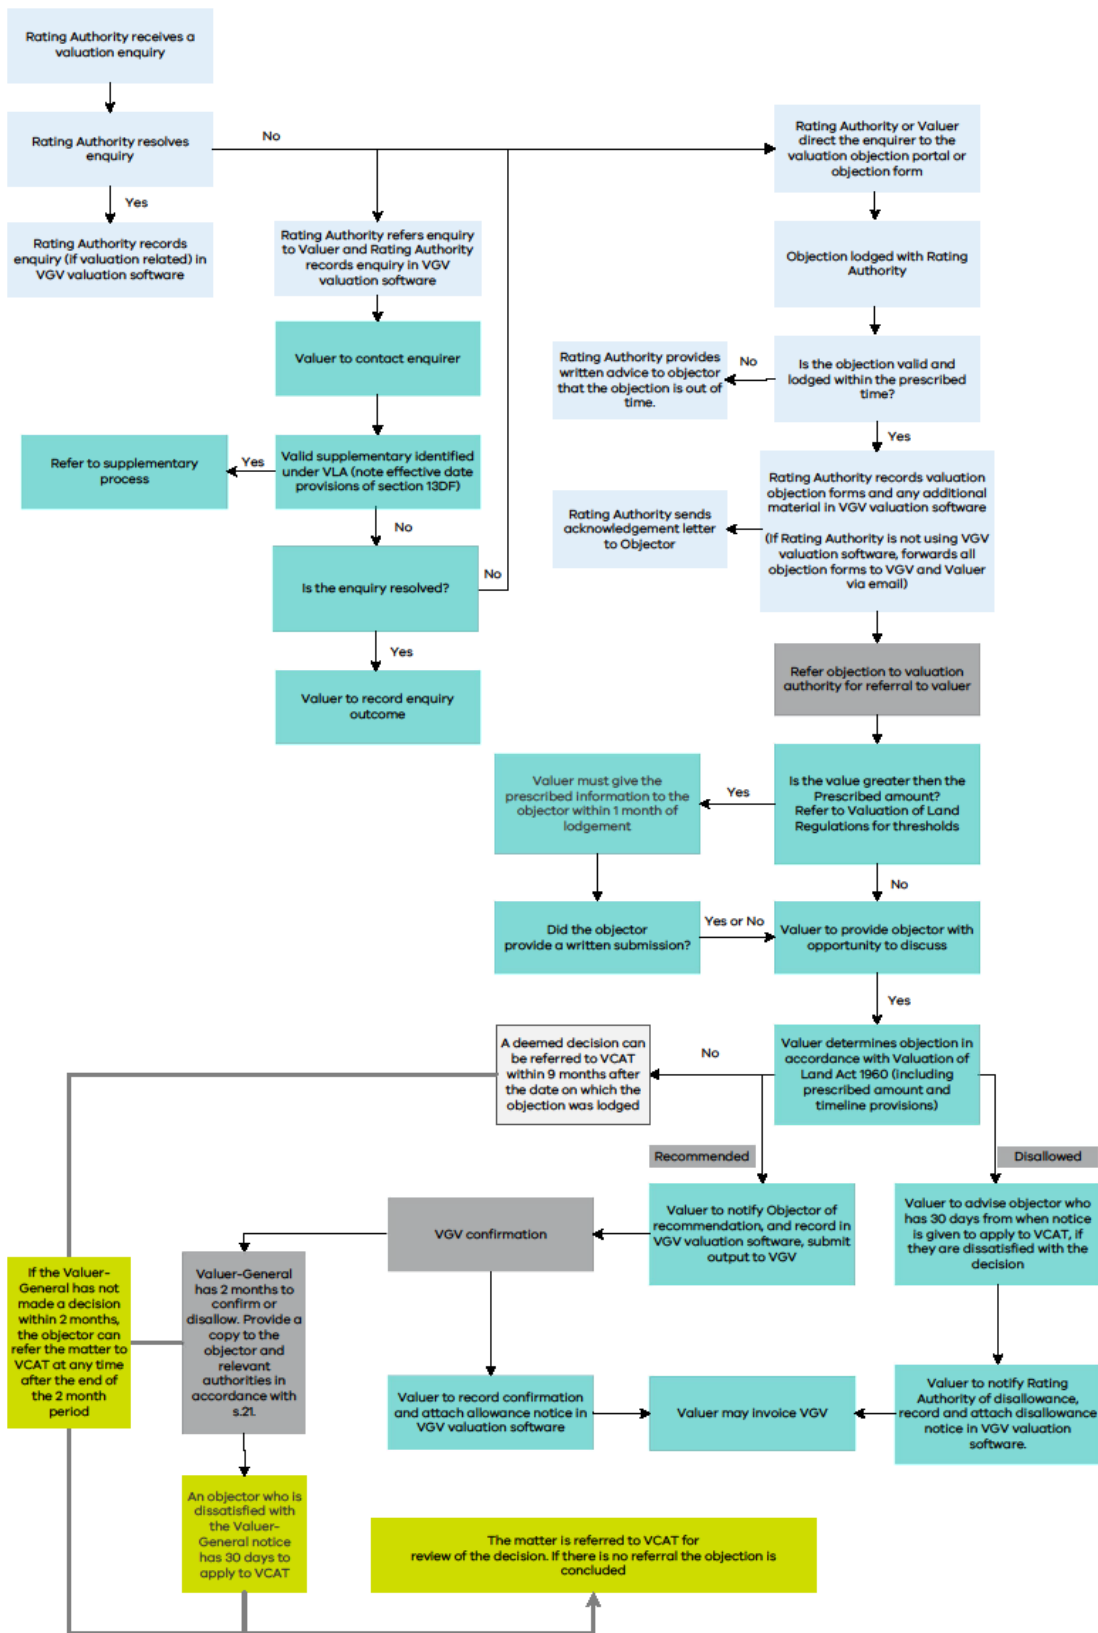 Rating Authority receives a
valuation enquiry
Rating Authority resolves
enquiry
No
Yes
Rating Authority records
enquiry (if valuation related) in
VGV valuation software
Rating Authority refers enquiry
to Valuer and Rating Authority
records enquiry in VGV
valuation software
Valuer to contact enquirer
Valid supplementary identified
under VLA (note effective date
provisions of section 13DF)
Yes
Refer to supplementary
process
No
Is the enquiry resolved?
No
Yes
Valuer to record enquiry
outcome
Rating Authority or Valuer
direct the enquirer to the
valuation objection portal or
objection form
Objection lodged with Rating
Authority
Is the objection valid and
lodged within the prescribed
time?
No
Rating Authority provides
written advice to objector
that the objection is out of
time.
Yes
Rating Authority records valuation
objection forms and any additional
material in VGV valuation software
(If Rating Authority is not using VGV
valuation software, forwards all
objection forms to VGV and Valuer
via email)
Rating Authority sends
acknowledgement letter
to Objector
Refer objection to valuation
authority for referral to valuer
Is the value greater then the
Prescribed amount?
Refer to Valuation of Land
Regulations for thresholds
Yes
Valuer must give the
prescribed information to the
objector within 1 month of
lodgement
No
Did the objector
provide a written submission?
Yes or No
Valuer to provide objector with
opportunity to discuss
Yes
Valuer determines objection in
accordance with Valuation of
Land Act 1960 (including
prescribed amount and
timeline provisions)
No
A deemed decision can
be referred to VCAT
within 9 months after
the date on which the
objection was lodged
Recommended
Disallowed
Valuer to notify Objector of
recommendation, and record in
VGV valuation software, submit
output to VGV
Valuer to advise objector who
has 30 days from when notice
is given to apply to VCAT, if
they are dissatisfied with the
decision
VGV confirmation
Valuer-General
has 2 months to
confirm or
disallow. Provide a
copy to the
objector and
relevant
authorities in
accordance with
s.21.
If the Valuer-
General has not
made a decision
within 2 months,
the objector can
refer the matter to
VCAT at any time
after the end of
the 2 month
period
Valuer to record confirmation
and attach allowance notice in
VGV valuation software
Valuer may invoice VGV
Valuer to notify Rating
Authority of disallowance,
record and attach disallowance
notice in VGV valuation
software.
An objector who is
dissatisfied with
the Valuer-
General notice
has 30 days to
apply to VCAT
The matter is referred to VCAT for
review of the decision. If there is no referral the objection is
concluded